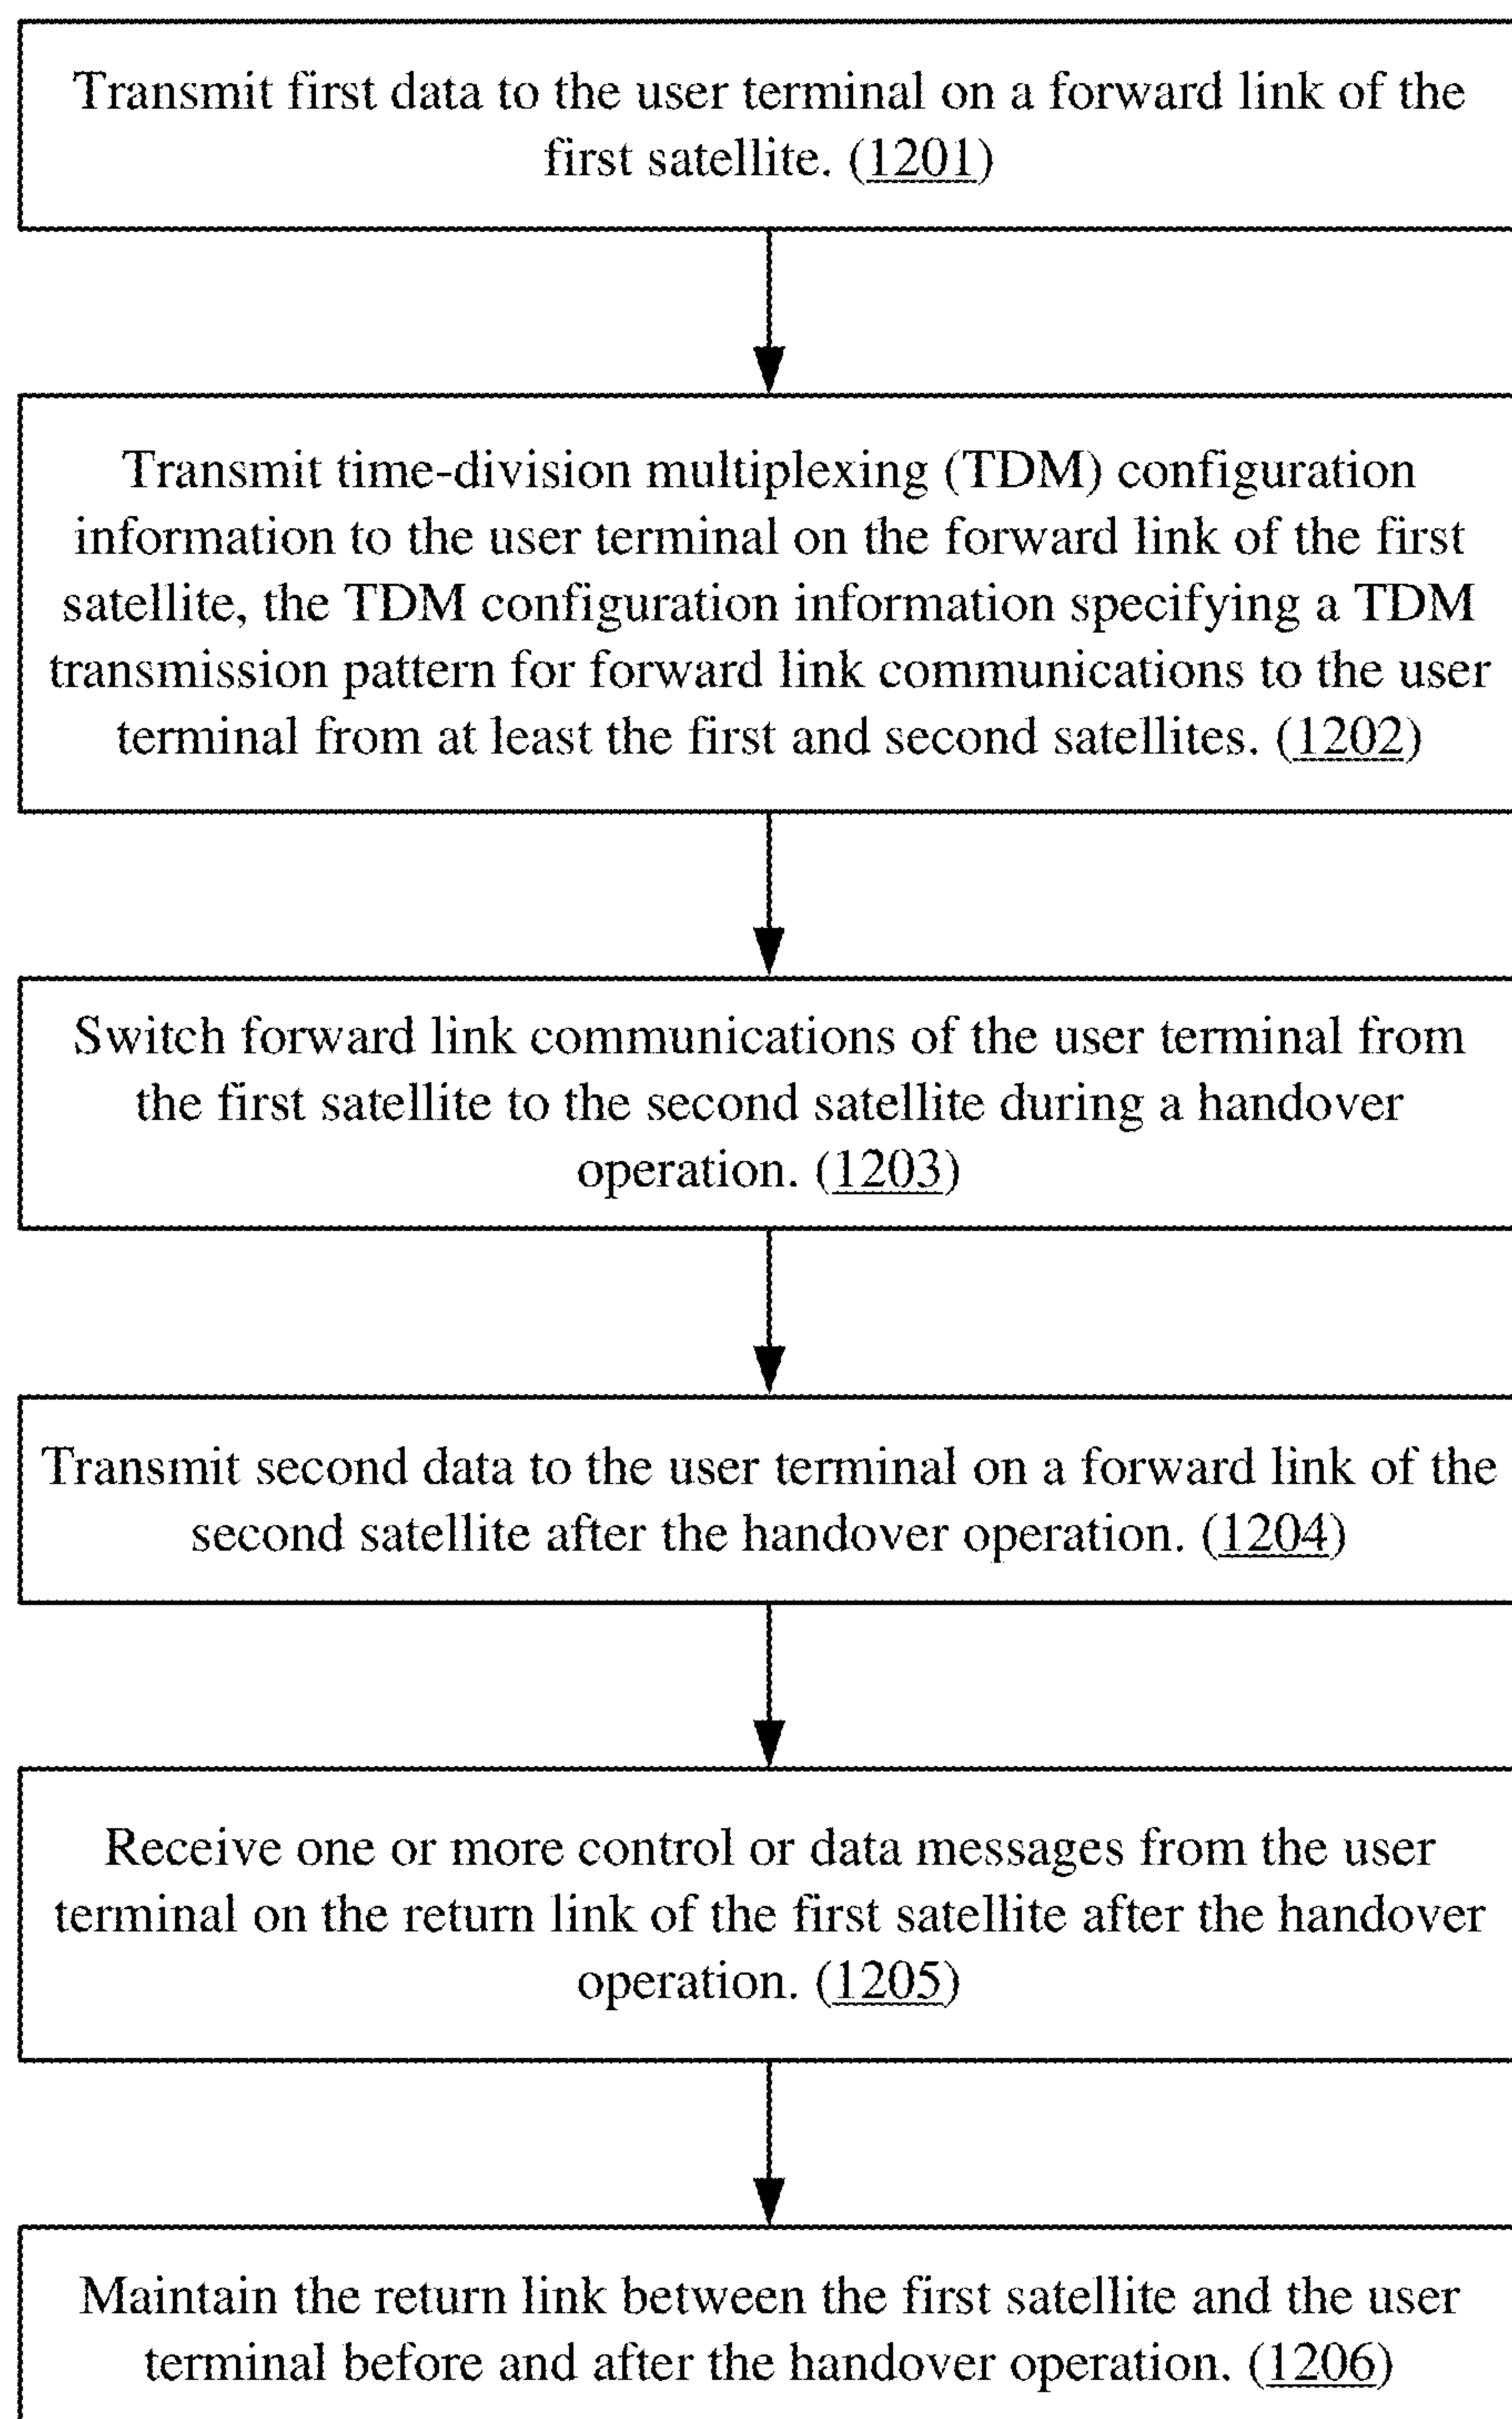 Transmit first data to the user terminal on a forward link of the
first satellite. (1201)
Transmit time-division multiplexing (TDM) configuration
information to the user terminal on the forward link of the first
satellite, the TDM configuration information specifying a TDM
transmission pattern for forward link communications to the user
terminal from at least the first and second satellites. (1202)
Switch forward link communications of the user terminal from
the first satellite to the second satellite during a handover
operation. (1203)
Transmit second data to the user terminal on a forward link of the
second satellite after the handover operation. (1204)
Receive one or more control or data messages from the user
terminal on the return link of the first satellite after the handover
operation. (1205)
Maintain the return link between the first satellite and the user
terminal before and after the handover operation. (1206)